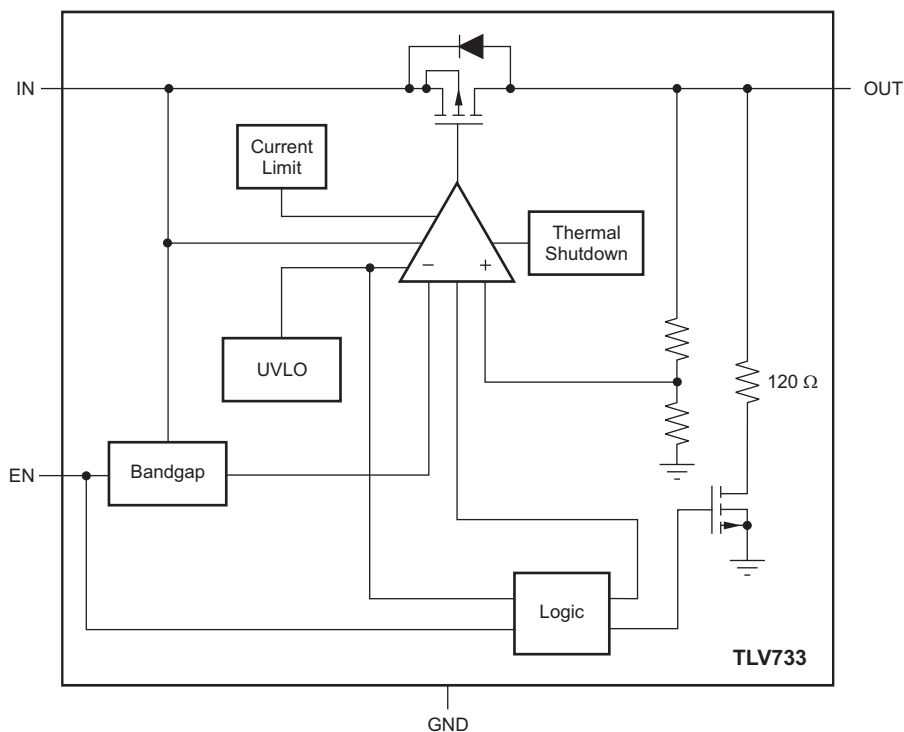 IN
OUT
Current
Limit
Thermal
Shutdown
−
+
UVLO
120 Ω
EN
Bandgap
Logic
TLV733
GND